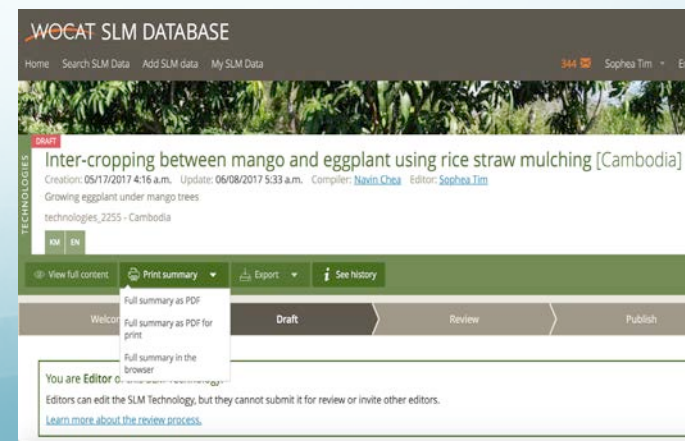 WOCAT SLM DATABASE
Home Search SLM Data Add SLM data My SLM Data 344 Sophea Tim
DRAFT
TECHNOLOGIES
Inter-cropping between mango and eggplant using rice straw mulching [Cambodia]
Creation: 05/17/2017 4:16 a.m. Update: 06/08/2017 5:33 a.m. Compiler: Navin Chea Editor: Sophea Tim
Growing eggplant under mango trees
technologies_2255 - Cambodia
KM EN
View full content Print summary Export See history
Full summary as PDF
Full summary as PDF for
print
Full summary in the
browser
Draft Review Publish
You are Editor
Editors can edit the SLM Technology, but they cannot submit it for review or invite other editors.
Learn more about the review process.